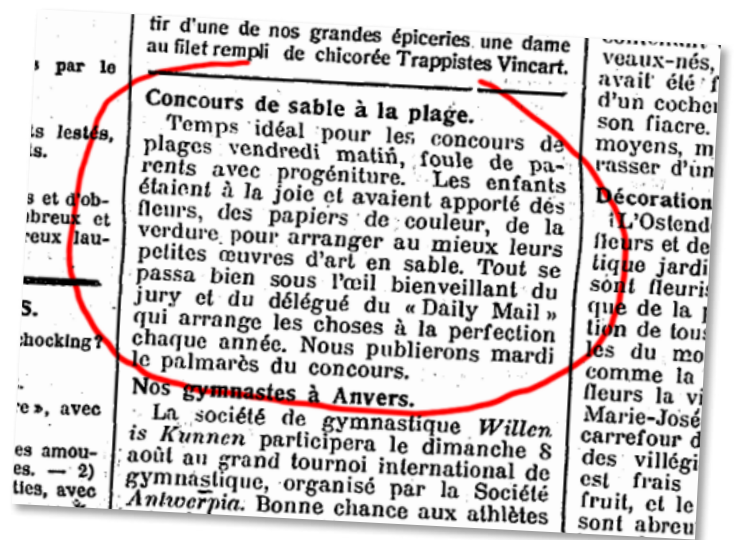 par le
s lestés,
ts.
s et d'ob-
mbreux et
reux lau-
S.
hocking?
re », avec
es amou-
es. — 2)
ties, avec
tir d'une de nos grandes épiceries une dame
au filet rempli de chicorée Trappistes Vincart.
Concours de sable à la plage.
Temps idéal pour les concours de
plages vendredi matin, foule de pa-
rents avec progéniture. Les enfants
étaient à la joie et avaient apporté des
fleurs, des papiers de couleur, de la
verdure pour arranger au mieux leurs
petites œuvres d'art en sable. Tout se
passa bien sous l'œil bienveillant du
jury et du délégué du « Daily Mail »
qui arrange les choses à la perfection
chaque année. Nous publierons mardi
le palmarès du concours.
Nos gymnastes à Anvers.
La société de gymnastique Willen
is Kunnen participera le dimanche 8
août au grand tournoi international de
gymnastique, organisé par la Société
Antwerpia. Bonne chance aux athlètes
veaux-nés,
avait été f
d'un cocher
son fiacre.
moyens, m
rasser d'un
Décoration
L'Ostend
fleurs et de
tique jardi
sont fleuris
que de la p
tion de tous
les du mo
comme la
fleurs la vi
Marie-José
carrefour d
des villégi
est frais
fruit, et le
sont abreu